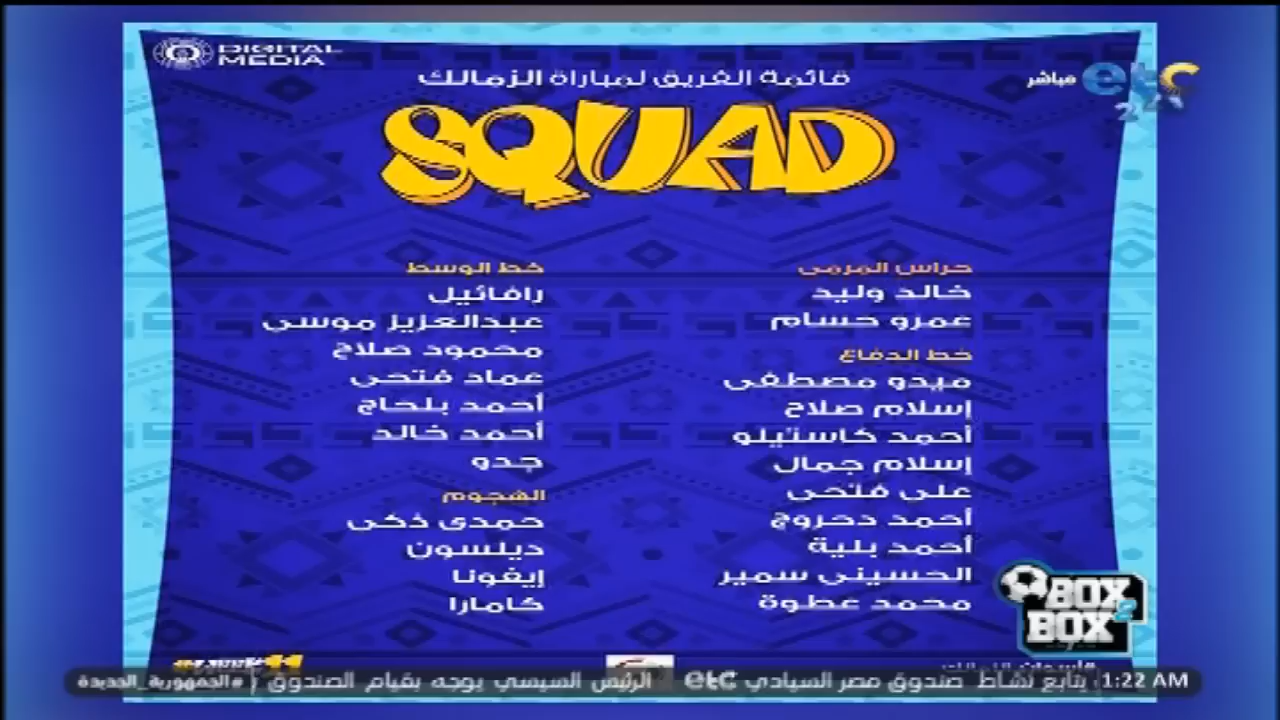 DIGITAL
MEDIA
قائمة الفريق لمباراة الزمالك
مباشر etc
SQUAD
حراس المرمى
خالد وليد
عمرو حسام
خط الدفاع
ميدو مصطفى
إسلام صلاح
أحمد كاستيلو
إسلام جمال
على فتحى
أحمد دحروج
أحمد بلية
الحسينى سمير
محمد عطوة
خط الوسط
رافائيل
عبدالعزيز موسى
محمود صلاح
عماد فتحى
أحمد بلحاج
أحمد خالد
جدو
الهجوم
حمدى ذكى
ديلسون
إيفونا
كامارا
BOX
2
BOX
1:22 AM يتابع نشاط صندوق مصر السيادي etc الرئيس السيسي يوجه بقيام الصندوق ( #الجمهورية_الجديدة